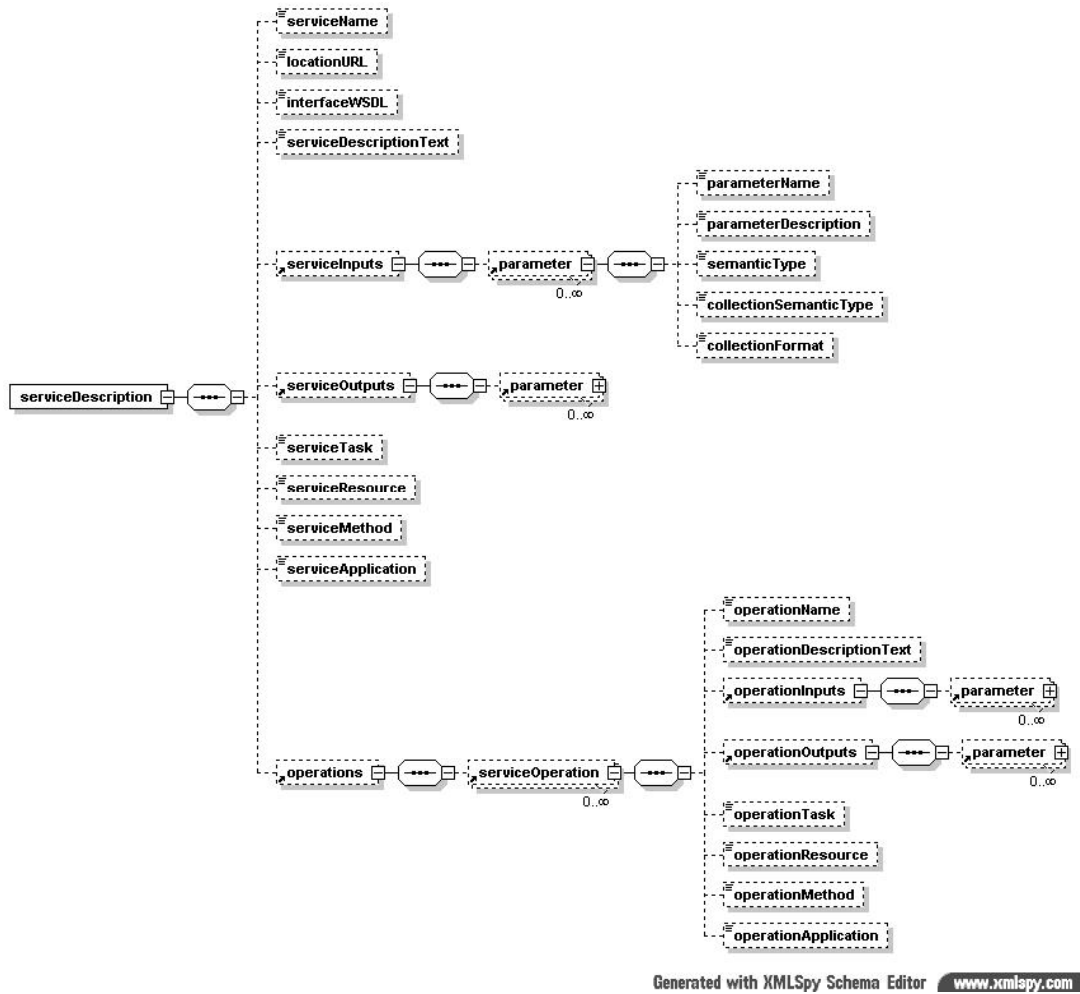 serviceName
locationURL
interfaceWSDL
serviceDescriptionText
parameterName
parameterDescription
serviceInputs
parameter
0..∞
semanticType
collectionSemanticType
collectionFormat
serviceDescription
serviceOutputs
parameter
0..∞
serviceTask
serviceResource
serviceMethod
serviceApplication
operationName
operationDescriptionText
operationInputs
parameter
0..∞
operationOutputs
parameter
0..∞
operations
serviceOperation
0..∞
operationTask
operationResource
operationMethod
operationApplication
Generated with XMLSpy Schema Editor www.xmlspy.com